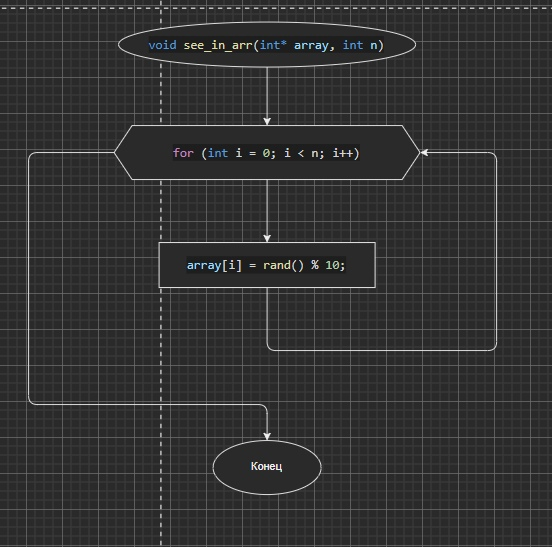 void see_in_arr(int* array, int n)
for (int i = 0; i < n; i++)
array[i] = rand() % 10;
Конец